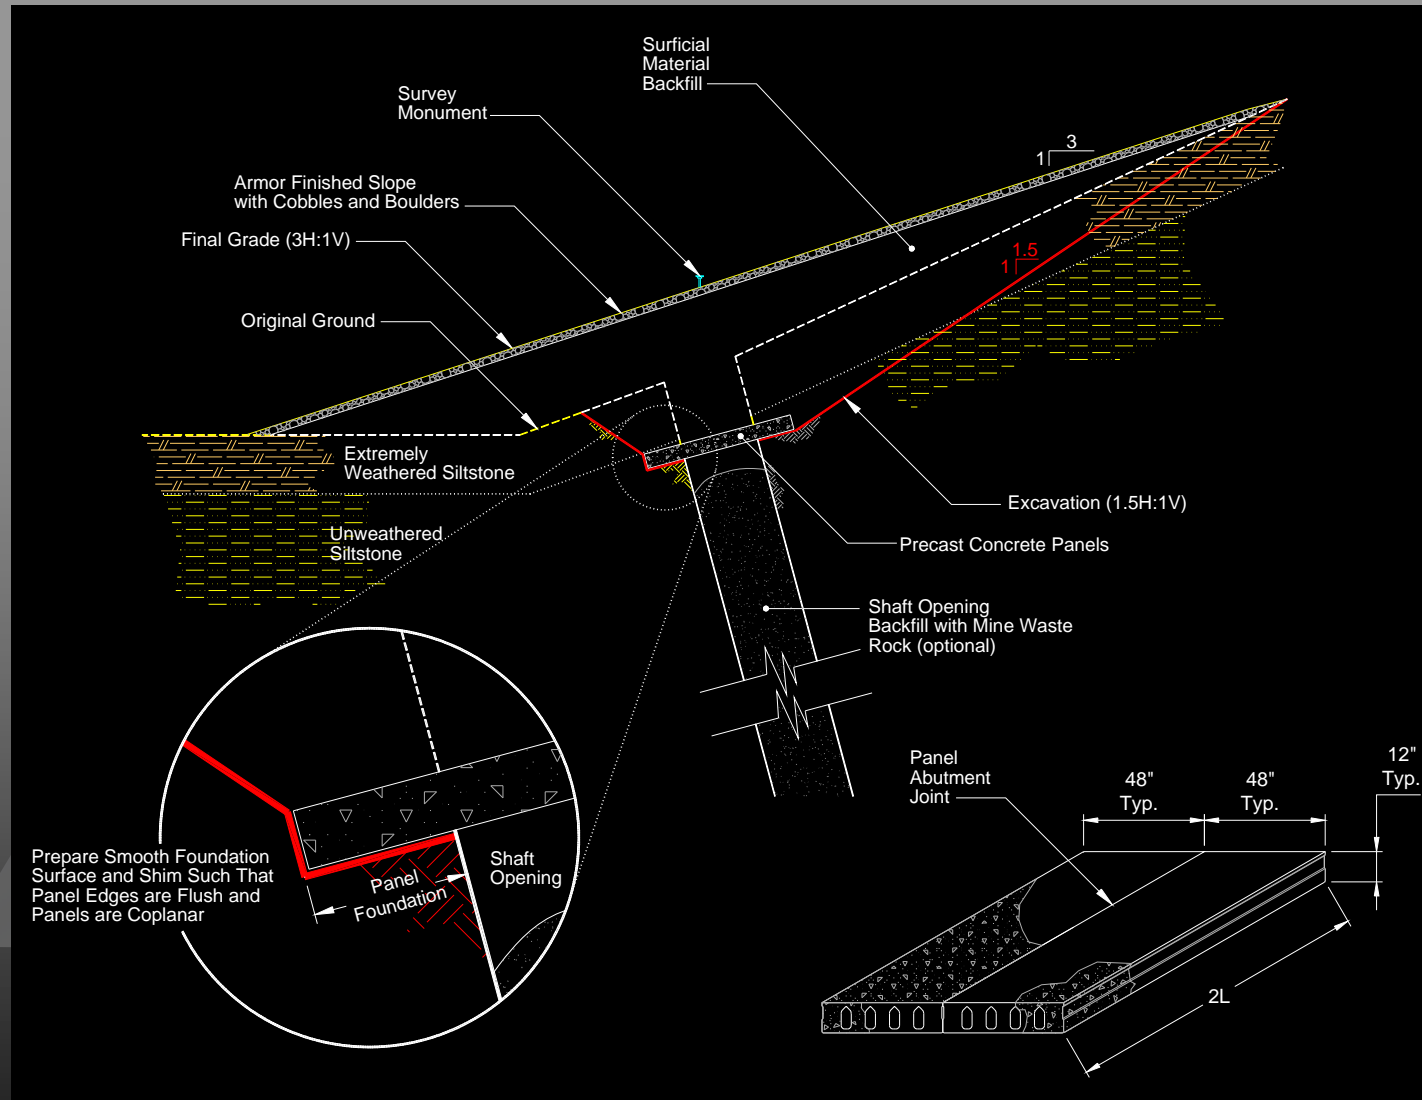 Surficial
Material
Backfill
Survey
Monument
3
1
Armor Finished Slope
with Cobbles and Boulders
Final Grade (3H:1V)
1.5
1
Original Ground
Extremely
Weathered Siltstone
Excavation (1.5H:1V)
Unweathered
Siltstone
Precast Concrete Panels
Shaft Opening
Backfill with Mine Waste
Rock (optional)
Panel
Abutment
Joint
48"
Typ.
48"
Typ.
12"
Typ.
Prepare Smooth Foundation
Surface and Shim Such That
Panel Edges are Flush and
Panels are Coplanar
Shaft
Opening
Panel
Foundation
2L